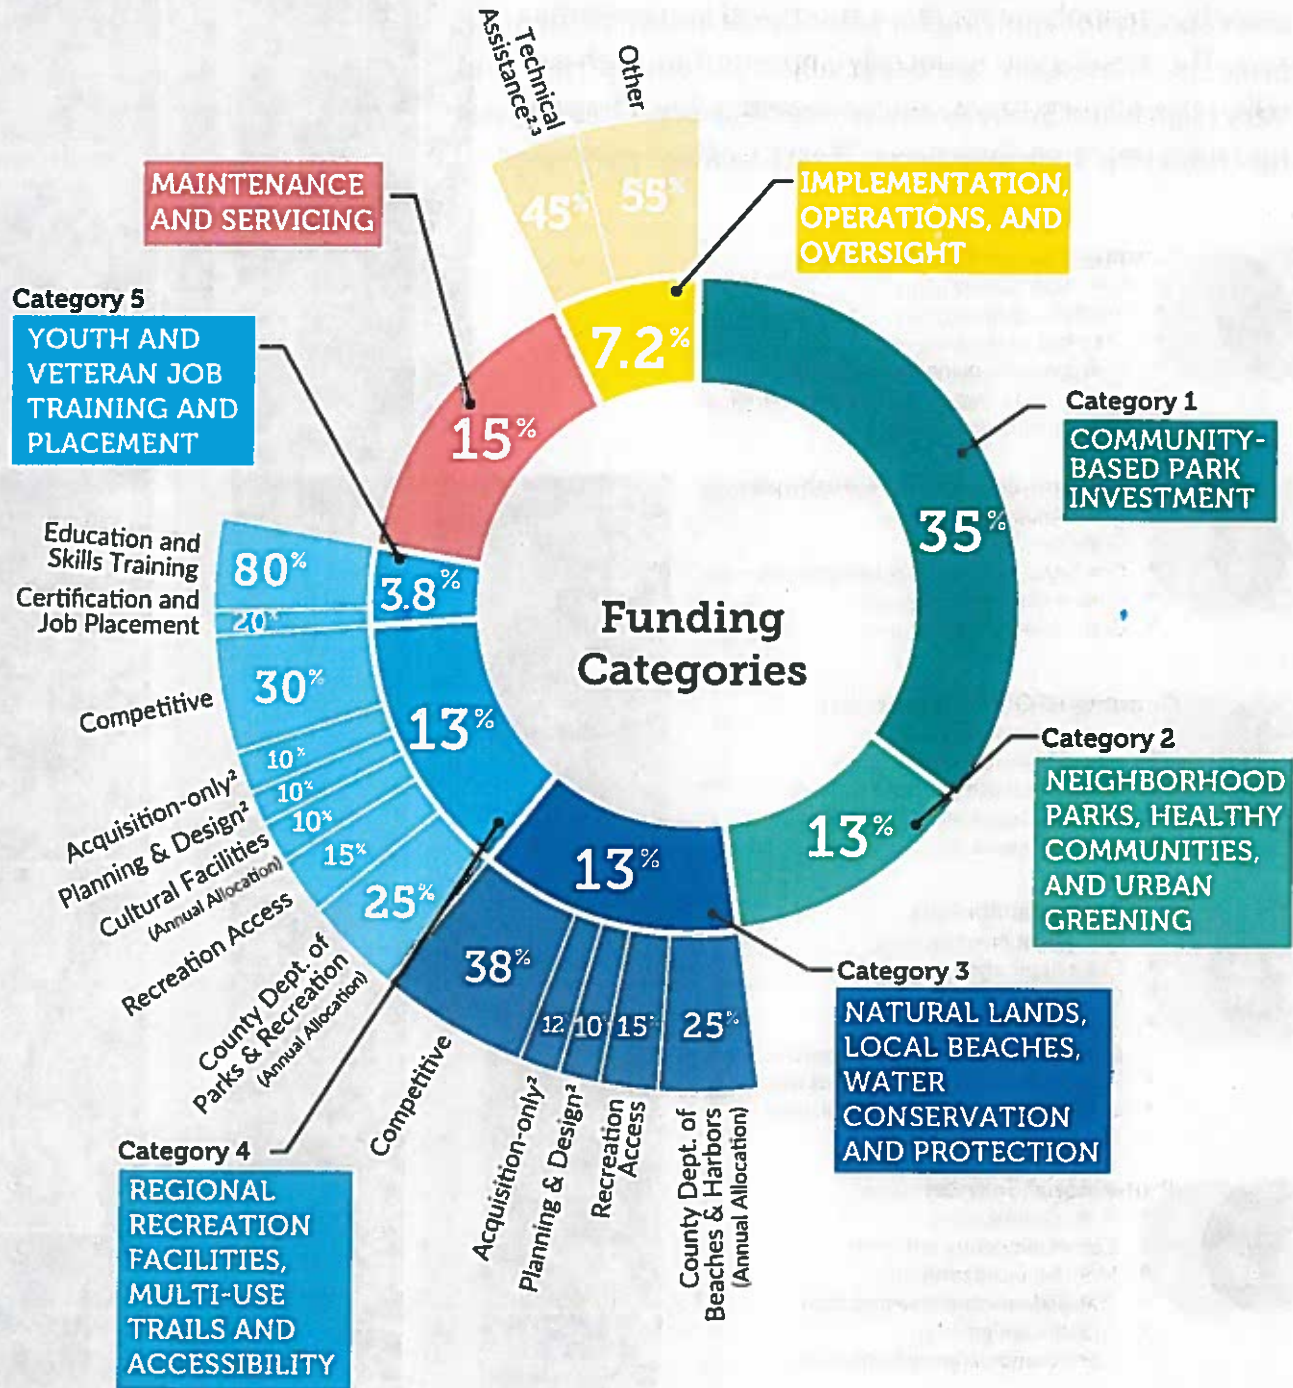 Technical
Assistance²,³
Other
45%
55%
MAINTENANCE
AND SERVICING
IMPLEMENTATION,
OPERATIONS, AND
OVERSIGHT
7.2%
Category 5
YOUTH AND
VETERAN JOB
TRAINING AND
PLACEMENT
15%
Category 1
COMMUNITY-
BASED PARK
INVESTMENT
35%
Education and
Skills Training
80%
3.8%
Certification and
Job Placement
20%
Funding
Categories
Competitive
30%
13%
Acquisition-only²
10%
Planning & Design²
10%
Cultural Facilities
(Annual Allocation)
10%
Recreation Access
15%
County Dept. of
Parks & Recreation
(Annual Allocation)
25%
Category 2
NEIGHBORHOOD
PARKS, HEALTHY
COMMUNITIES,
AND URBAN
GREENING
13%
13%
38%
12%
10%
15%
25%
Competitive
Acquisition-only²
Planning & Design²
Recreation
Access
County Dept. of
Beaches & Harbors
(Annual Allocation)
Category 3
NATURAL LANDS,
LOCAL BEACHES,
WATER
CONSERVATION
AND PROTECTION
Category 4
REGIONAL
RECREATION
FACILITIES,
MULTI-USE
TRAILS AND
ACCESSIBILITY